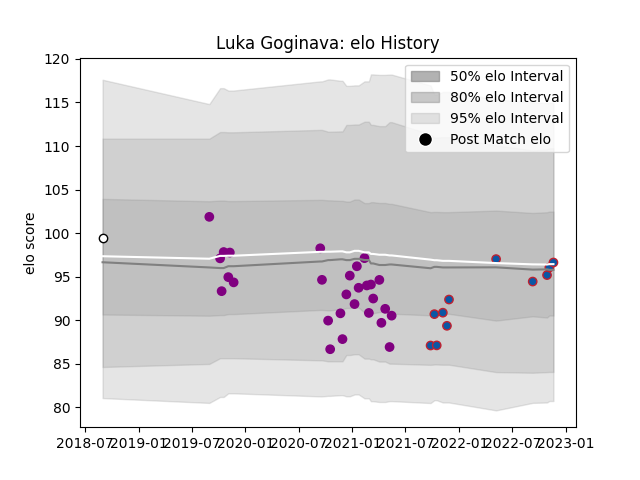 Luka Goginava: elo History
120
115
110
105
100
95
90
85
80
elo score
50% elo Interval
80% elo Interval
95% elo Interval
Post Match elo
2018-07 2019-01 2019-07 2020-01 2020-07 2021-01 2021-07 2022-01 2022-07 2023-01